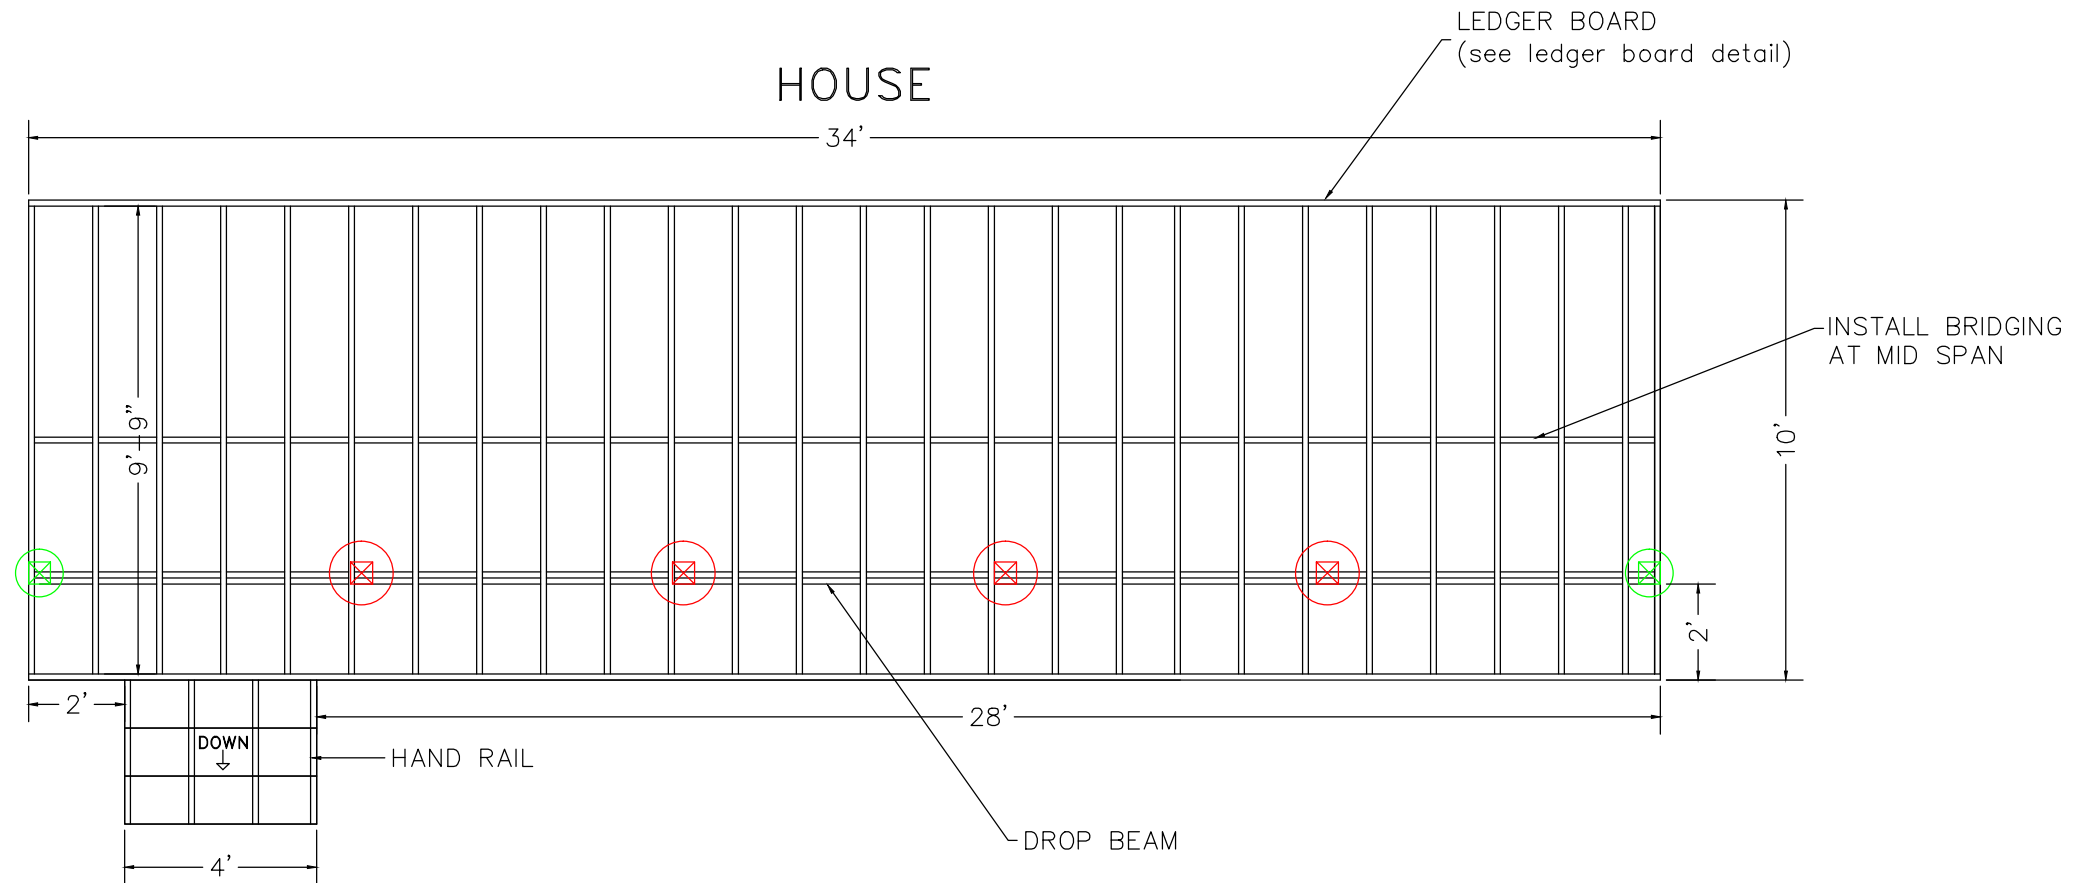 LEDGER BOARD
(see ledger board detail)
HOUSE
34'
9'-9"
INSTALL BRIDGING
AT MID SPAN
10'
2'
2'
28'
DOWN
HAND RAIL
DROP BEAM
4'